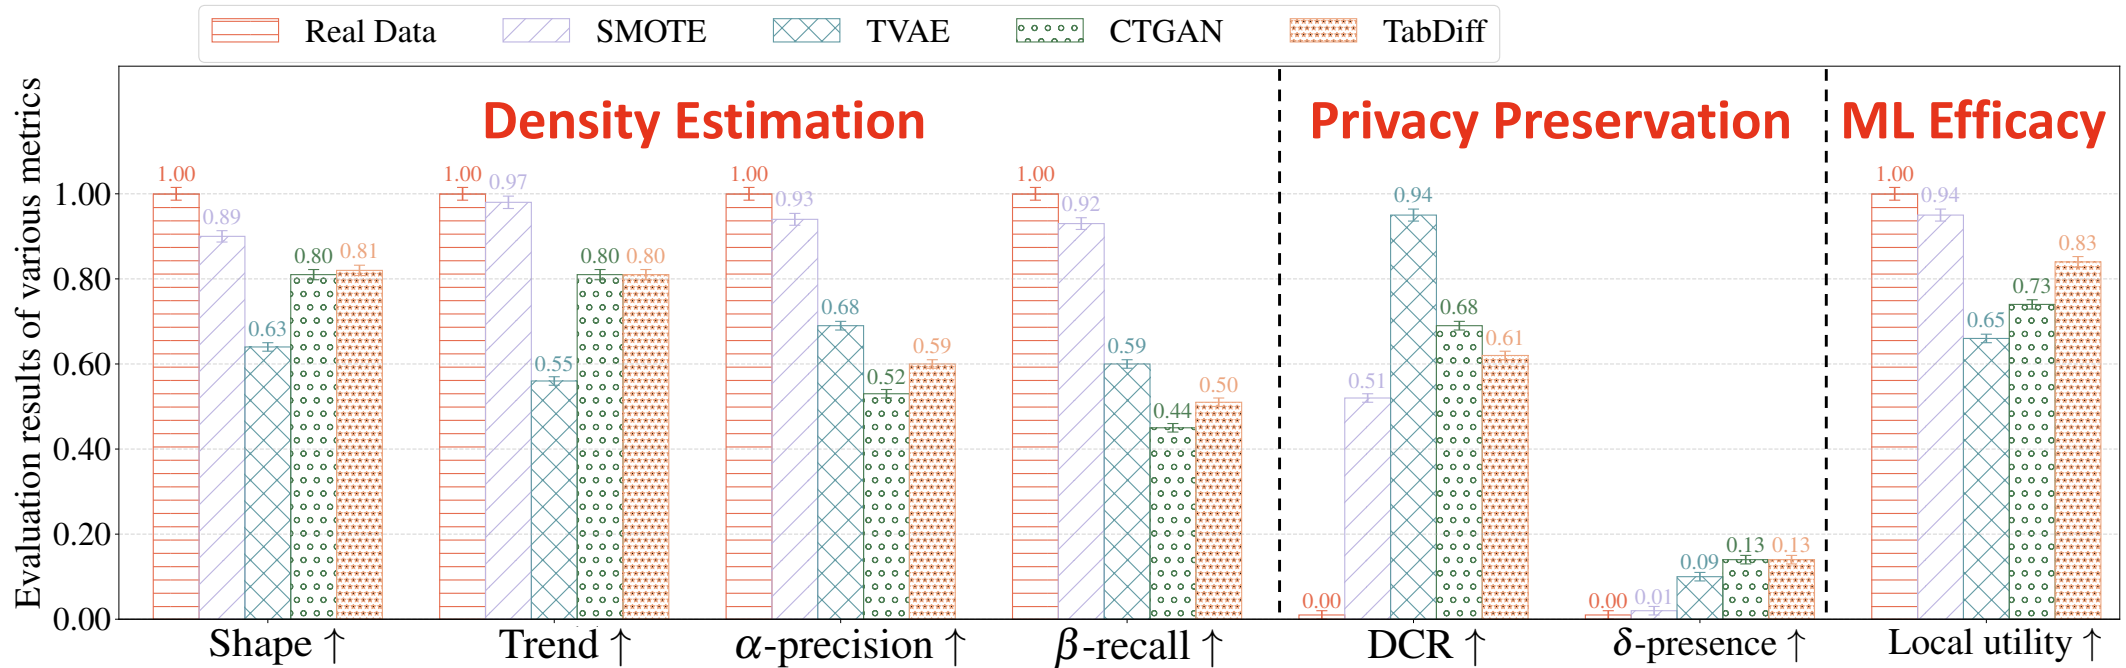 Real Data SMOTE TVAE CTGAN TabDiff
Evaluation results of various metrics
Density Estimation Privacy Preservation ML Efficacy
1.00
0.80
0.60
0.40
0.20
0.00
1.00 0.89 0.63 0.80 0.81
1.00 0.97 0.55 0.80 0.80
1.00 0.93 0.68 0.52 0.59
1.00 0.92 0.59 0.44 0.50
0.00 0.51 0.94 0.68 0.61
0.00 0.01 0.09 0.13 0.13
1.00 0.94 0.65 0.73 0.83
Shape ↑ Trend ↑ α-precision ↑ β-recall ↑ DCR ↑ δ-presence ↑ Local utility ↑